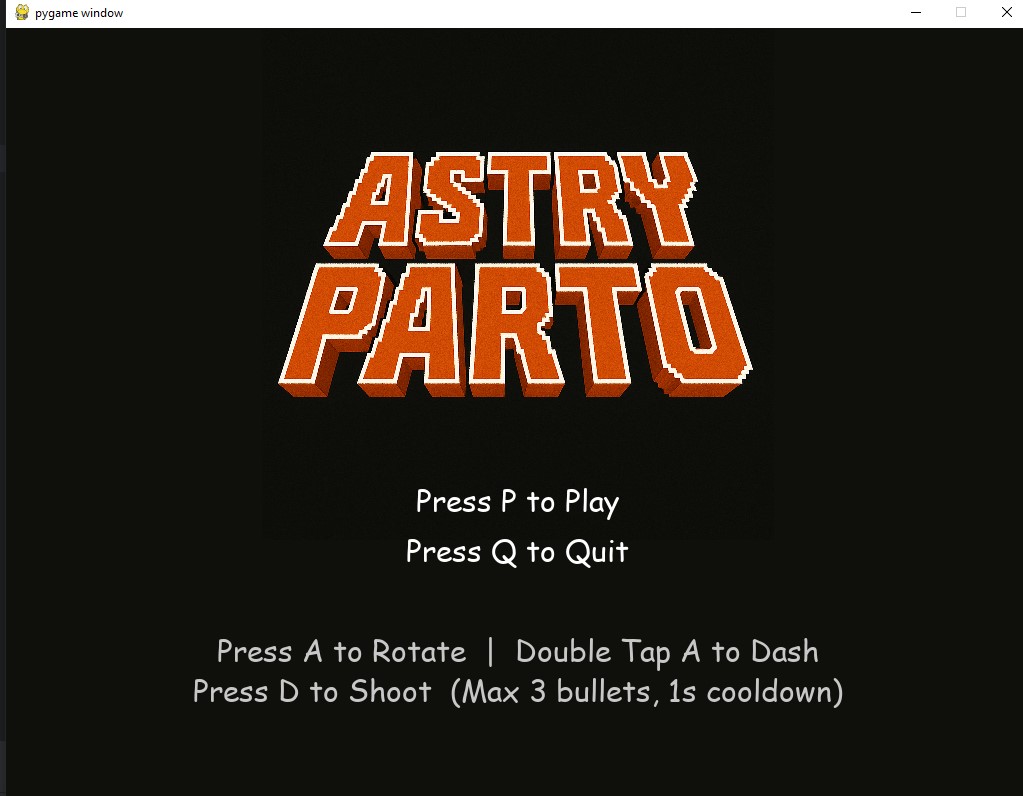 pygame window
ASTRY
PARTO
Press P to Play
Press Q to Quit
Press A to Rotate | Double Tap A to Dash
Press D to Shoot (Max 3 bullets, 1s cooldown)